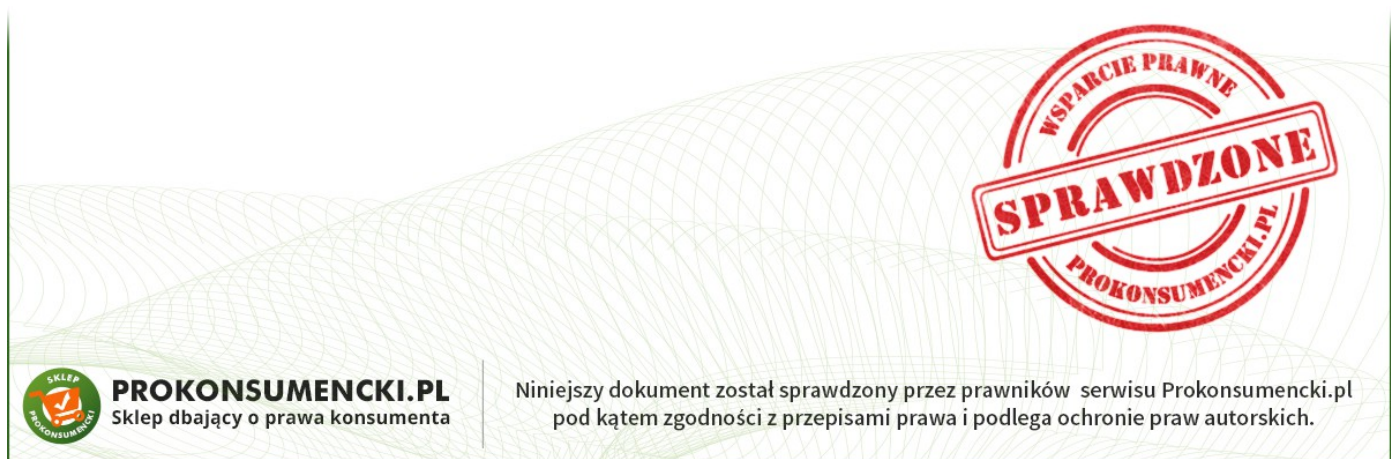 WSPARCIE PRAWNE
SPRAWDZONE
PROKONSUMENCKI.PL
SKLEP
PROKONSUMENCKI
PROKONSUMENCKI.PL
Sklep dbający o prawa konsumenta
Niniejszy dokument został sprawdzony przez prawników serwisu Prokonsumencki.pl
pod kątem zgodności z przepisami prawa i podlega ochronie praw autorskich.